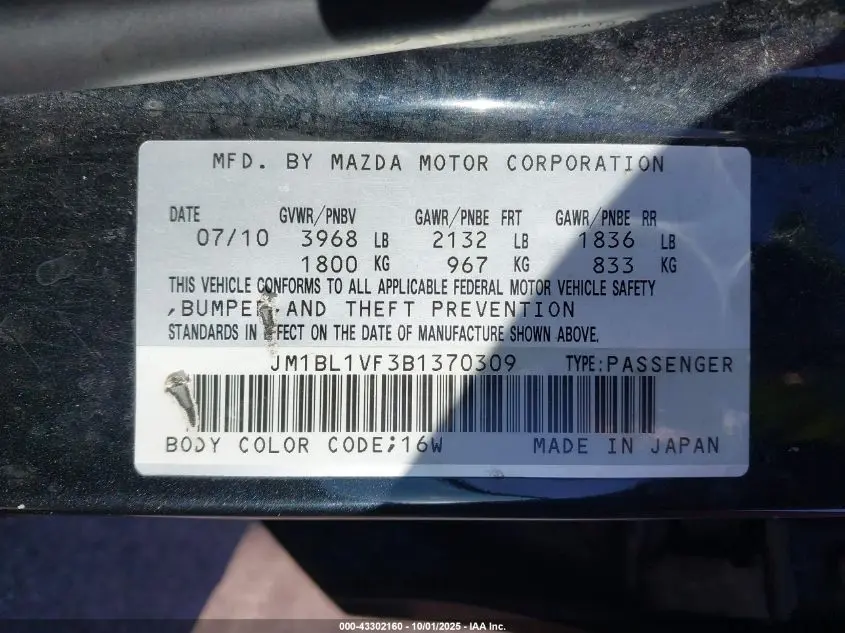 MFD. BY MAZDA MOTOR CORPORATION
DATE GVWR/PNBV GAWR/PNBE FRT GAWR/PNBE RR
07/10 3968 LB 2132 LB 1836 LB
1800 KG 967 KG 833 KG
THIS VEHICLE CONFORMS TO ALL APPLICABLE FEDERAL MOTOR VEHICLE SAFETY
,BUMPER,AND THEFT PREVENTION
STANDARDS IN EFFECT ON THE DATE OF MANUFACTURE SHOWN ABOVE.
JM1BL1VF3B1370309 TYPE:PASSENGER
BODY COLOR CODE;16W MADE IN JAPAN
000-43302160 - 10/01/2025 - IAA Inc.